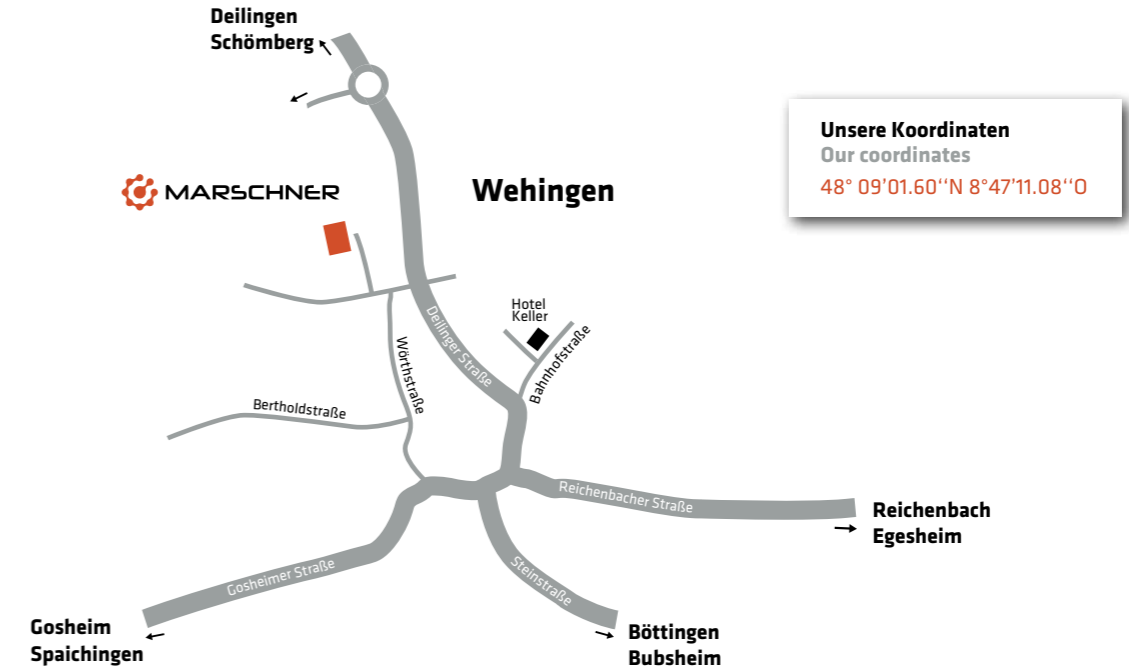 Deilingen
Schömberg
Unsere Koordinaten
Our coordinates
48° 09’01.60‘‘N 8°47’11.08‘‘O
MARSCHNER
Wehingen
Hotel
Keller
Deilinger Straße
Bahnhofstraße
Wörthstraße
Bertholdstraße
Reichenbacher Straße
Reichenbach
Egesheim
Gosheimer Straße
Steinstraße
Gosheim
Spaichingen
Böttingen
Bubsheim